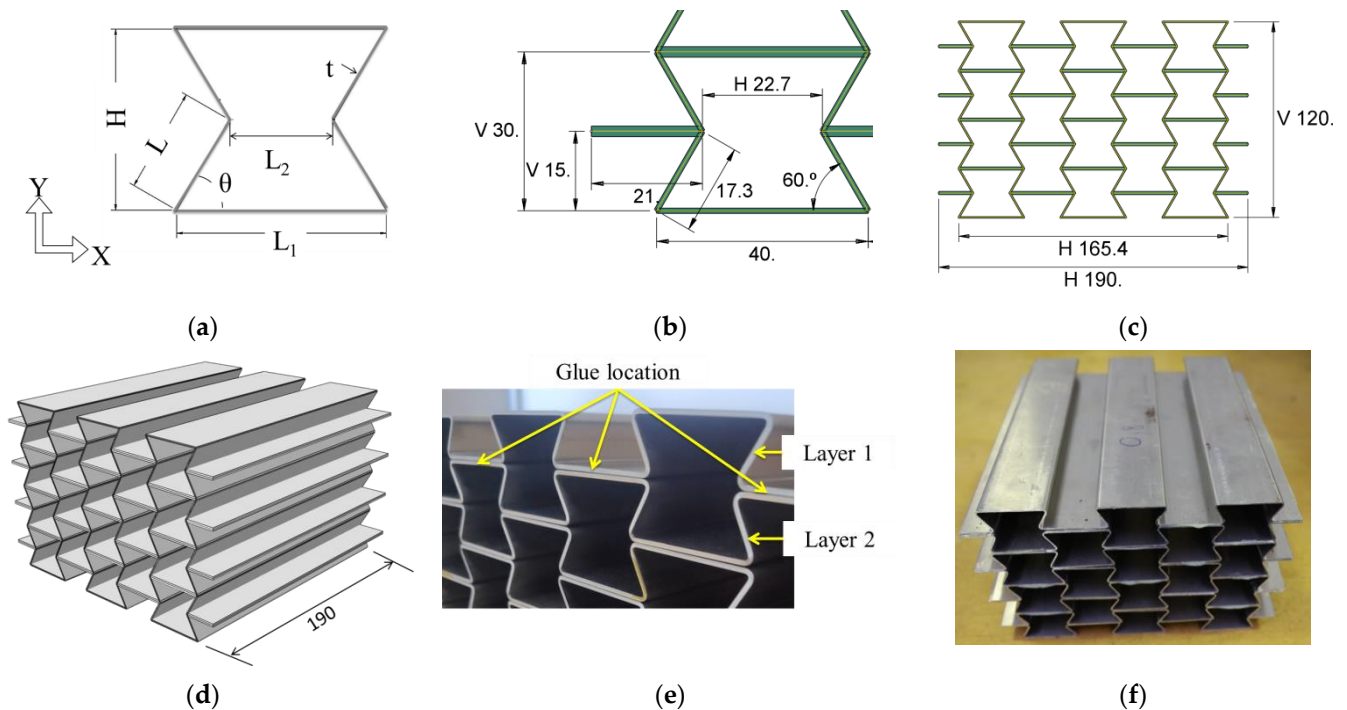 H
t
L
L₂
θ
Y
X
L₁
(a)
H 22.7
V 30.
V 15.
21.
17.3
60.º
40.
(b)
V 120.
H 165.4
H 190.
(c)
190
(d)
Glue location
Layer 1
Layer 2
(e)
80
(f)